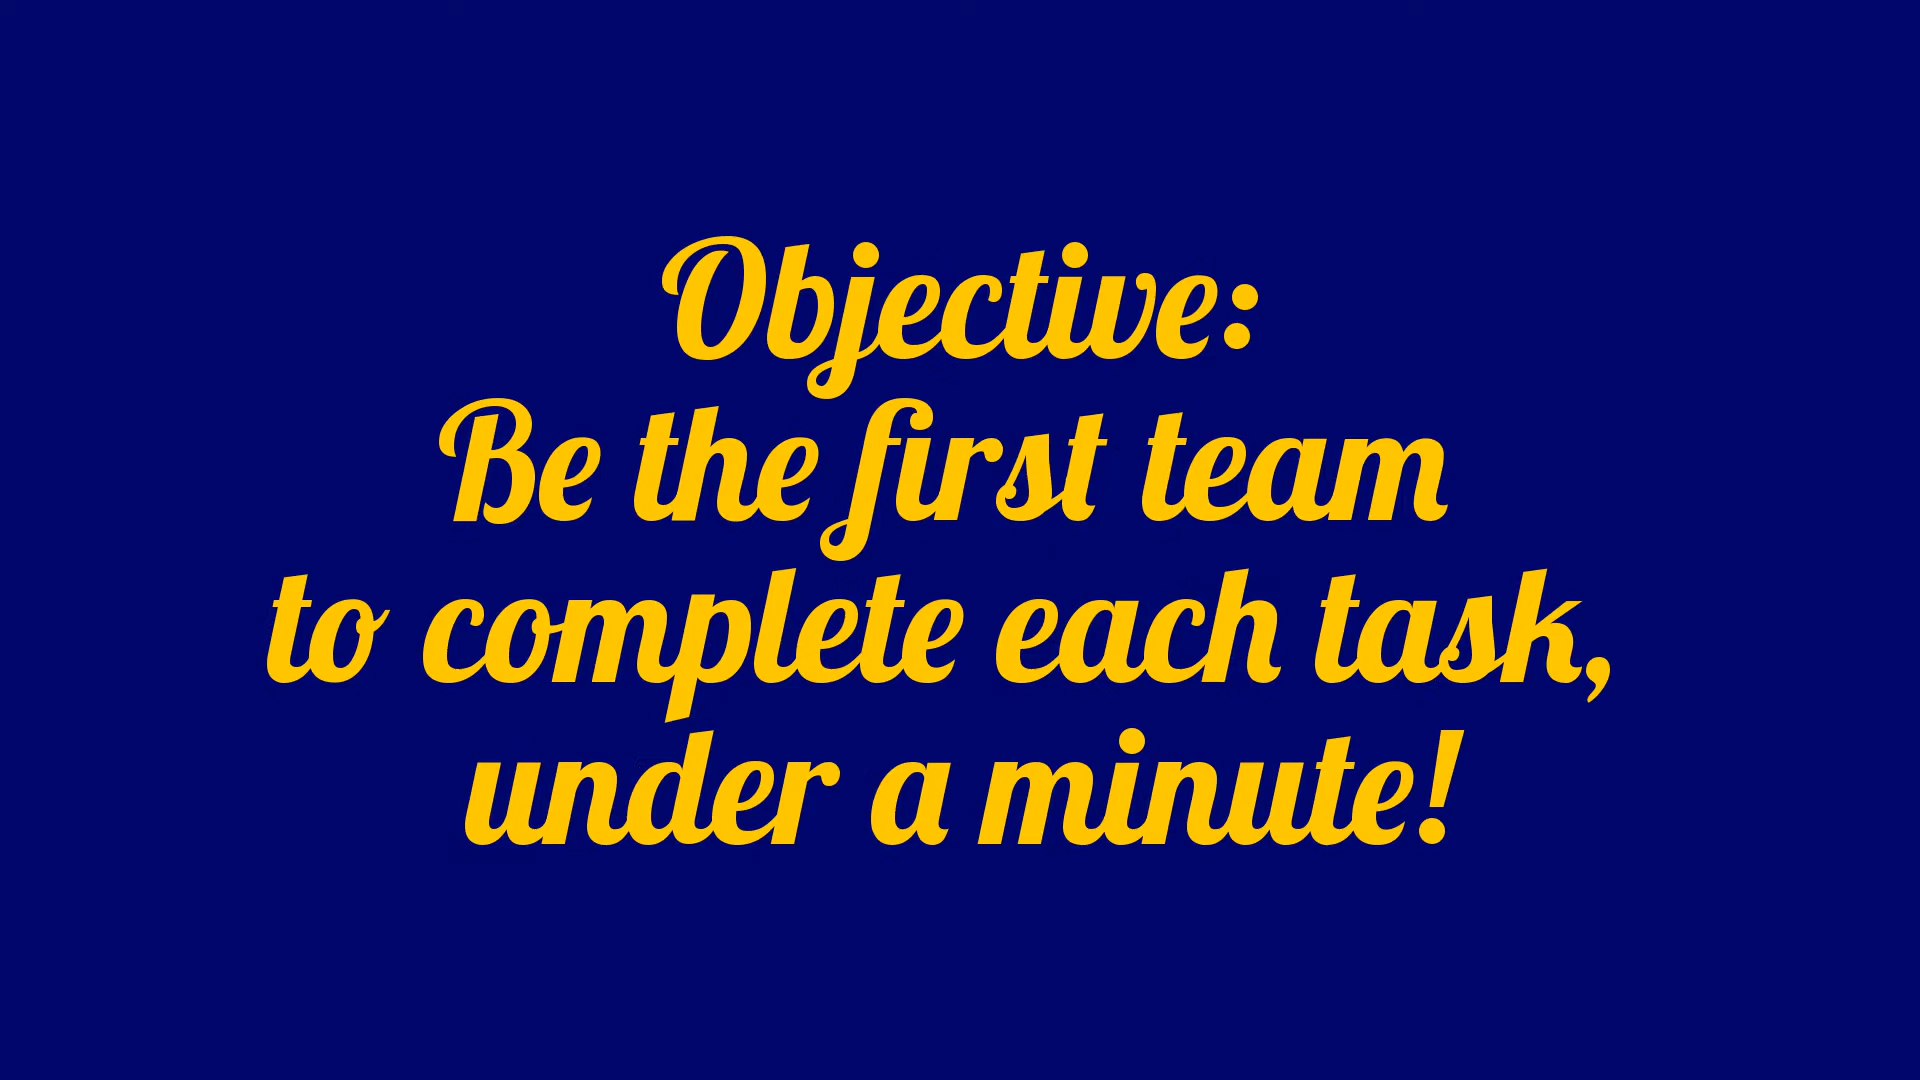 Objective:
Be the first team
to complete each task,
under a minute!